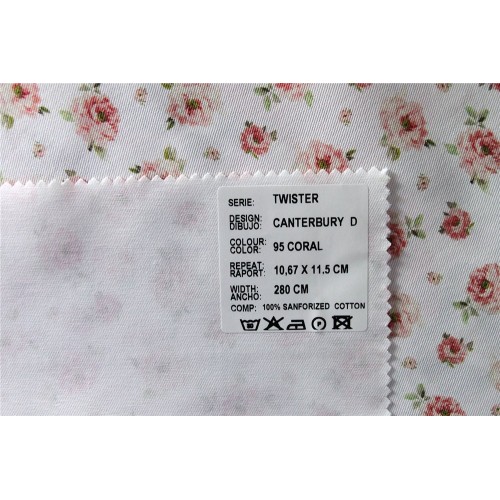 SERIE: TWISTER
DESIGN:
DIBUJO: CANTERBURY D
COLOUR:
COLOR: 95 CORAL
REPEAT
RAPORT: 10,67 X 11.5 CM
WIDTH:
ANCHO: 280 CM
COMP: 100% SANFORIZED COTTON